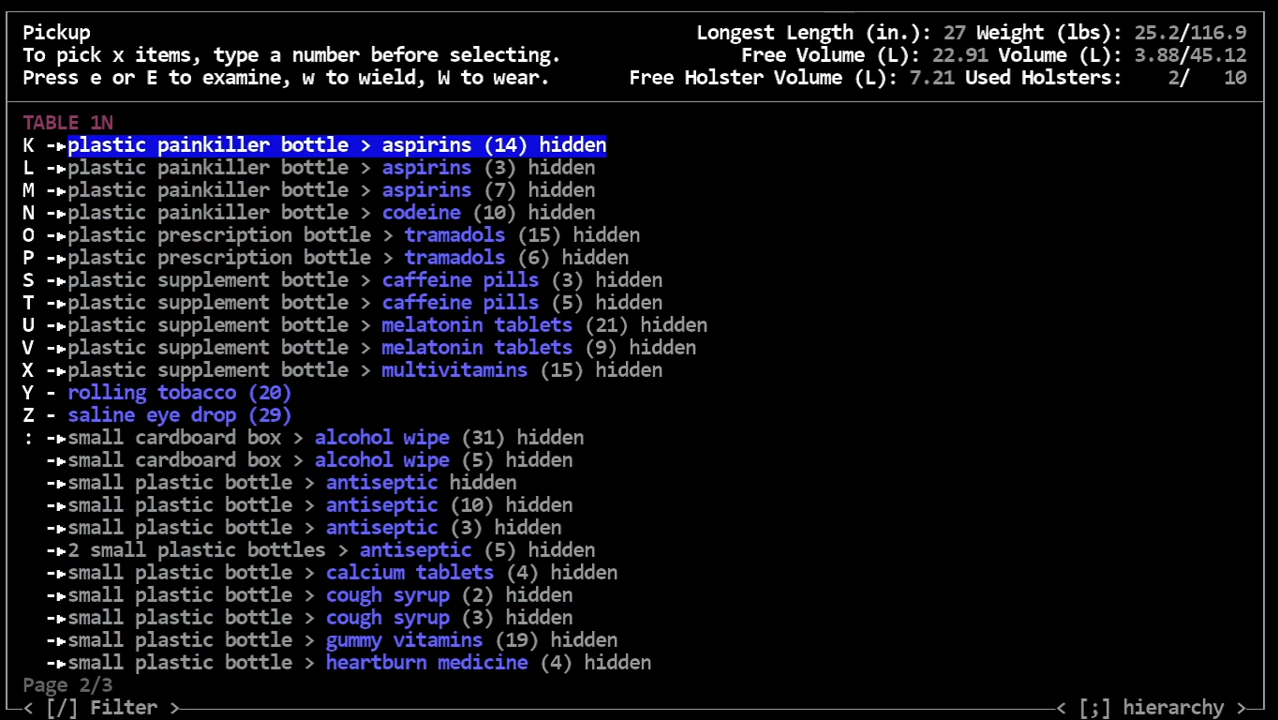 Pickup
Longest Length (in.): 27 Weight (lbs): 25.2/116.9
To pick x items, type a number before selecting.
Free Volume (L): 22.91 Volume (L): 3.88/45.12
Press e or E to examine, w to wield, W to wear.
Free Holster Volume (L): 7.21 Used Holsters: 2/ 10
TABLE 1N
K -▸plastic painkiller bottle > aspirins (14) hidden
L -▸plastic painkiller bottle > aspirins (3) hidden
M -▸plastic painkiller bottle > aspirins (7) hidden
N -▸plastic painkiller bottle > codeine (10) hidden
O -▸plastic prescription bottle > tramadols (15) hidden
P -▸plastic prescription bottle > tramadols (6) hidden
S -▸plastic supplement bottle > caffeine pills (3) hidden
T -▸plastic supplement bottle > caffeine pills (5) hidden
U -▸plastic supplement bottle > melatonin tablets (21) hidden
V -▸plastic supplement bottle > melatonin tablets (9) hidden
X -▸plastic supplement bottle > multivitamins (15) hidden
Y - rolling tobacco (20)
Z - saline eye drop (29)
: -▸small cardboard box > alcohol wipe (31) hidden
-▸small cardboard box > alcohol wipe (5) hidden
-▸small plastic bottle > antiseptic hidden
-▸small plastic bottle > antiseptic (10) hidden
-▸small plastic bottle > antiseptic (3) hidden
-▸2 small plastic bottles > antiseptic (5) hidden
-▸small plastic bottle > calcium tablets (4) hidden
-▸small plastic bottle > cough syrup (2) hidden
-▸small plastic bottle > cough syrup (3) hidden
-▸small plastic bottle > gummy vitamins (19) hidden
-▸small plastic bottle > heartburn medicine (4) hidden
Page 2/3
< [/] Filter >
< [;] hierarchy >